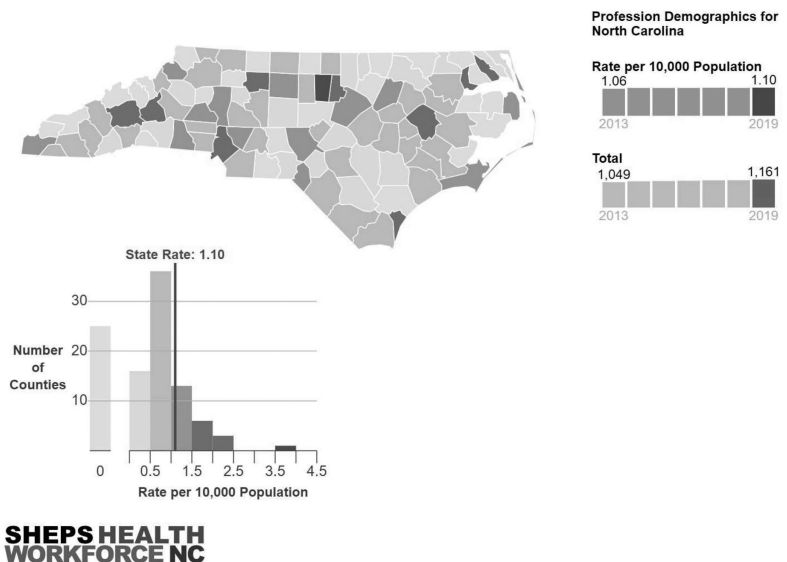 Profession Demographics for
North Carolina
Rate per 10,000 Population
1.06 1.10
2013 2019
Total
1,049 1,161
2013 2019
State Rate: 1.10
30
20
10
Number
of
Counties
0 0.5 1.5 2.5 3.5 4.5
Rate per 10,000 Population
SHEPS HEALTH
WORKFORCE NC